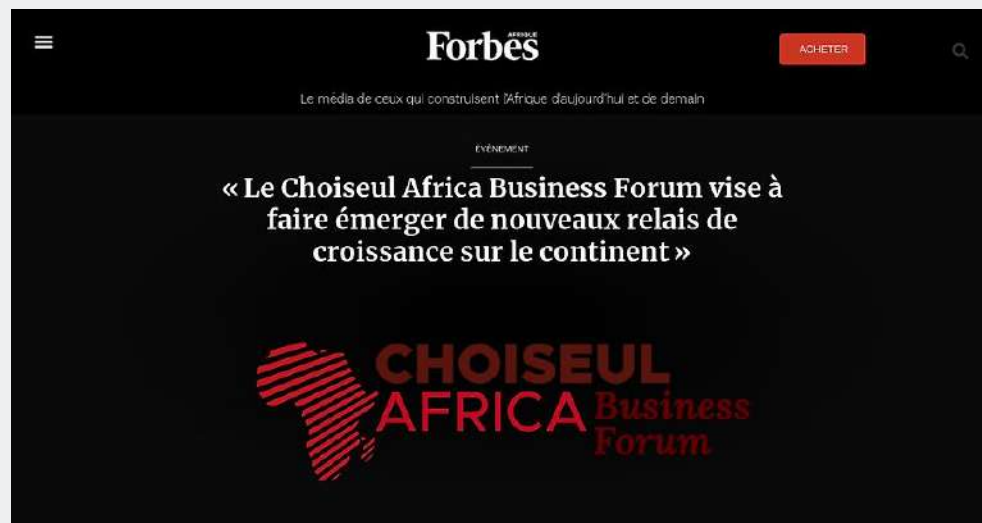 AFRIQUE
Forbes
ACHETER
Le média de ceux qui construisent l'Afrique d'aujourd'hui et de demain
ÉVÈNEMENT
« Le Choiseul Africa Business Forum vise à
faire émerger de nouveaux relais de
croissance sur le continent »
CHOISEUL
AFRICA Business
Forum